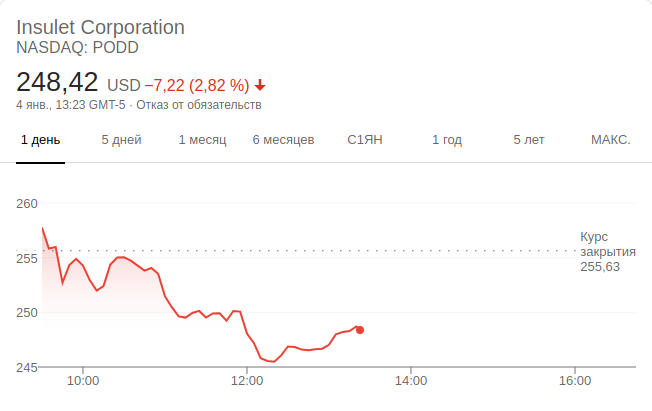 Insulet Corporation
NASDAQ: PODD
248,42 USD −7,22 (2,82 %)
4 янв., 13:23 GMT-5 · Отказ от обязательств
1 день 5 дней 1 месяц 6 месяцев С1ЯН 1 год 5 лет МАКС.
260
Курс
закрытия
255,63
255
250
245
10:00 12:00 14:00 16:00